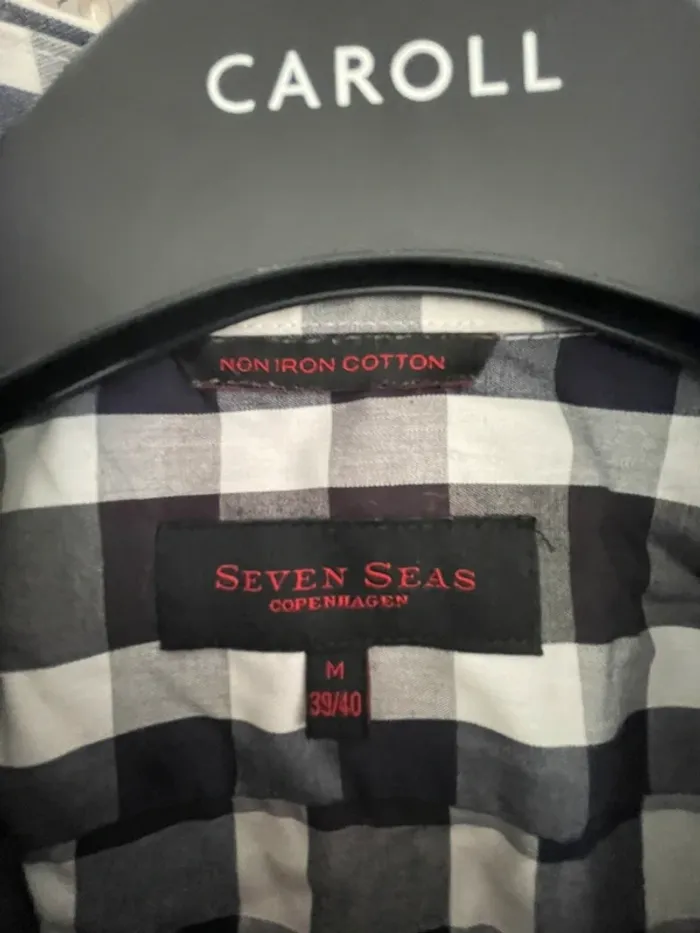 CAROLL
NON IRON COTTON
SEVEN SEAS
COPENHAGEN
M
39/40